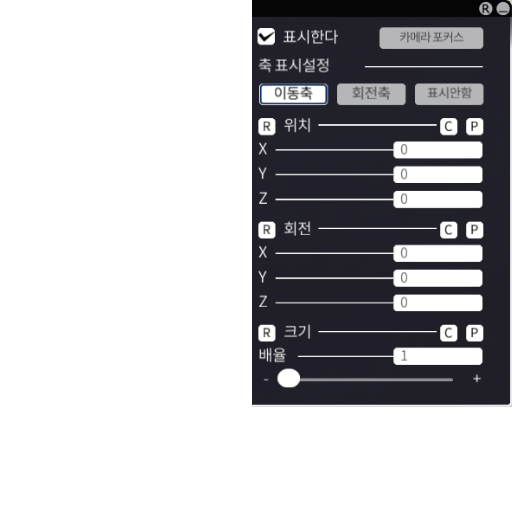 R
표시한다 카메라 포커스
축 표시설정
이동축 회전축 표시안함
R 위치 C P
X 0
Y 0
Z 0
R 회전 C P
X 0
Y 0
Z 0
R 크기 C P
배율 1
- +